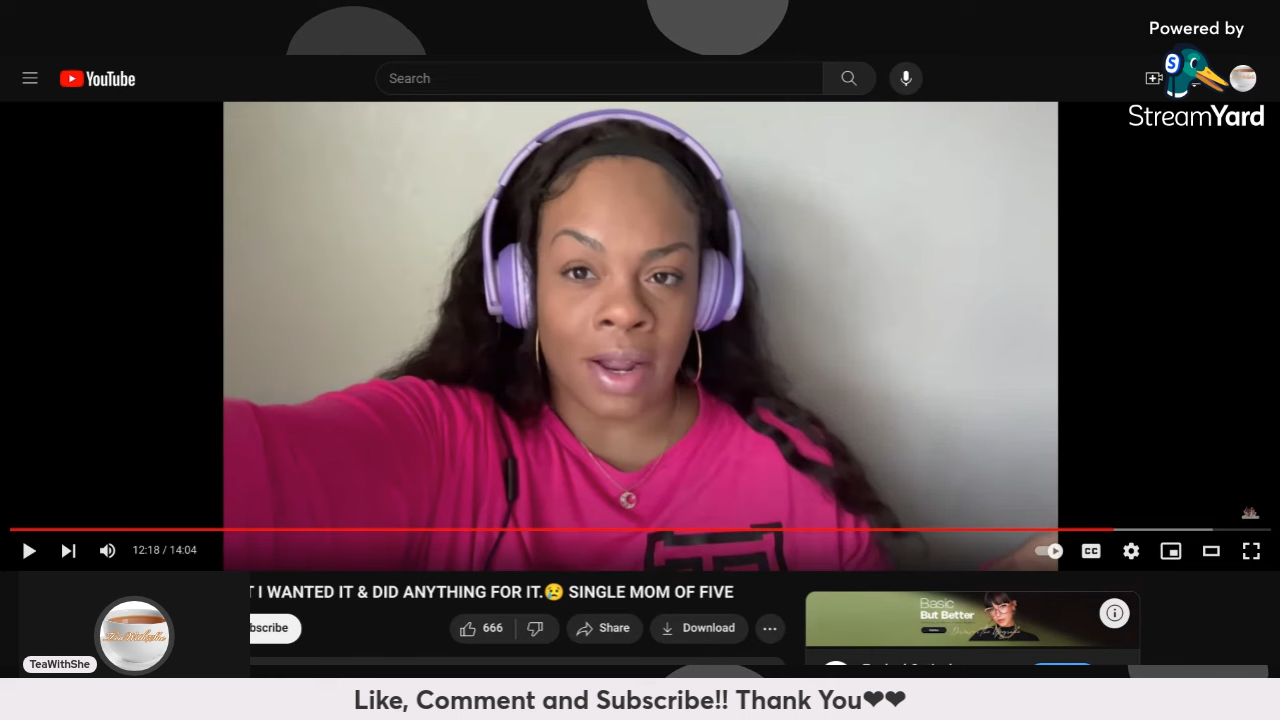 Powered by
StreamYard
YouTube
Search
12:18 / 14:04
CC
T I WANTED IT & DID ANYTHING FOR IT.😢 SINGLE MOM OF FIVE
bscribe
666
Share
Download
Basic
But Better
TeaWithShe
Like, Comment and Subscribe!! Thank You❤❤